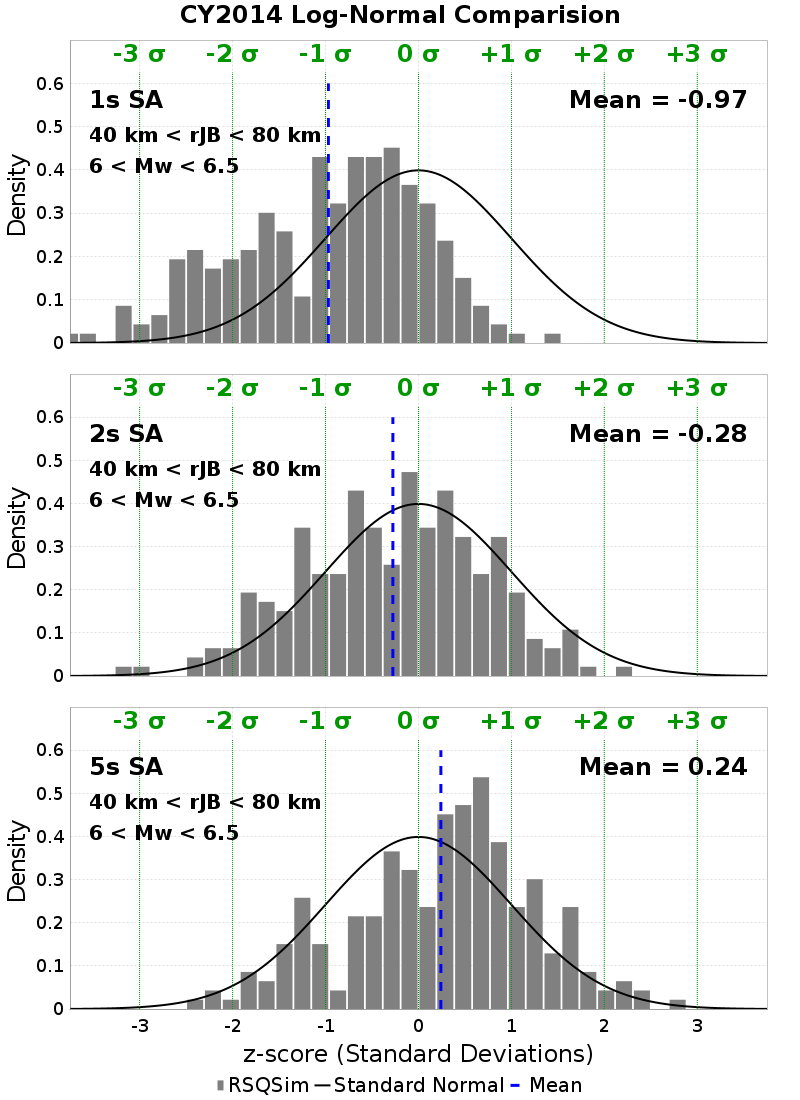 CY2014 Log-Normal Comparision
-3 σ -2 σ -1 σ 0 σ +1 σ +2 σ +3 σ
1s SA
Mean = -0.97
40 km < rJB < 80 km
6 < Mw < 6.5
0.6
0.5
0.4
0.3
0.2
0.1
0
Density
-3 σ -2 σ -1 σ 0 σ +1 σ +2 σ +3 σ
2s SA
Mean = -0.28
40 km < rJB < 80 km
6 < Mw < 6.5
0.6
0.5
0.4
0.3
0.2
0.1
0
Density
-3 σ -2 σ -1 σ 0 σ +1 σ +2 σ +3 σ
5s SA
Mean = 0.24
40 km < rJB < 80 km
6 < Mw < 6.5
0.6
0.5
0.4
0.3
0.2
0.1
0
Density
-3 -2 -1 0 1 2 3
z-score (Standard Deviations)
RSQSim Standard Normal Mean